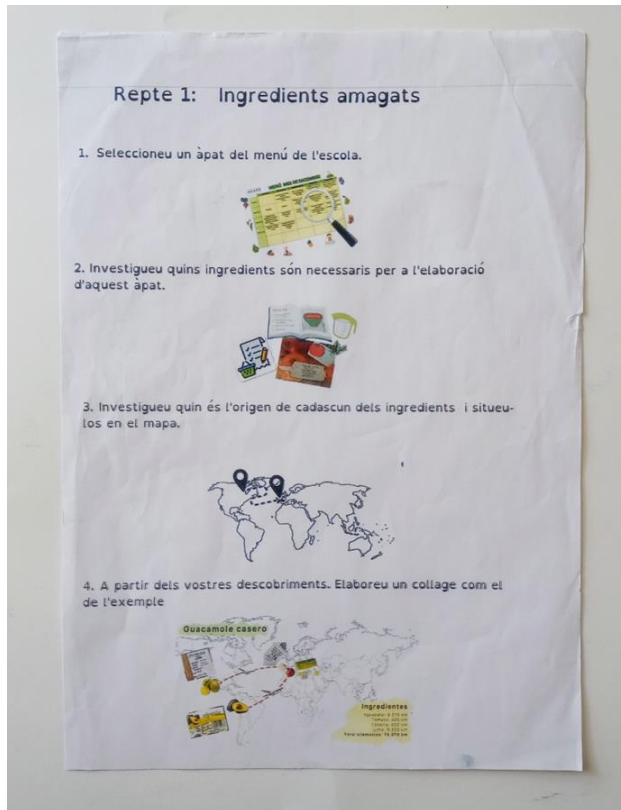 Repte 1: Ingredients amagats
1. Seleccioneu un àpat del menú de l'escola.
2. Investigueu quins ingredients són necessaris per a l'elaboració
d'aquest àpat.
3. Investigueu quin és l'origen de cadascun dels ingredients i situeu-
los en el mapa.
4. A partir dels vostres descobriments. Elaboreu un collage com el
de l'exemple
Guacamole casero
Ingredientes